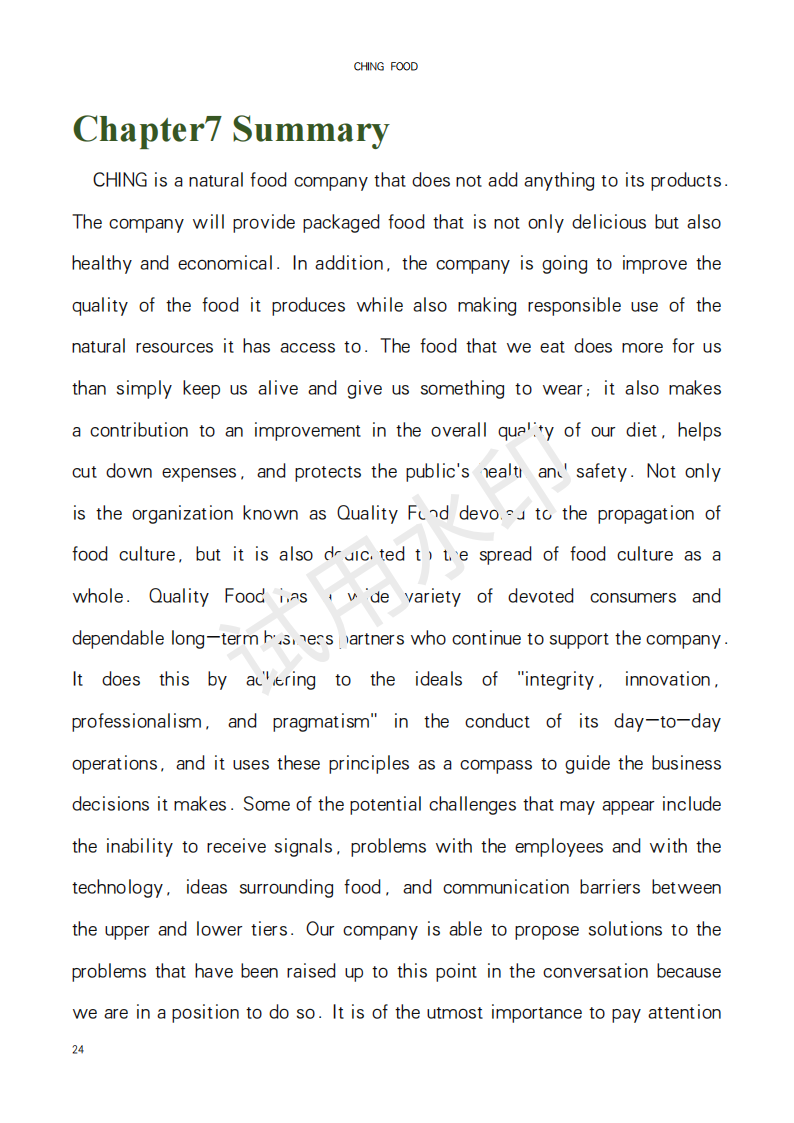 CHING FOOD
Chapter7 Summary
CHING is a natural food company that does not add anything to its products.
The company will provide packaged food that is not only delicious but also
healthy and economical. In addition, the company is going to improve the
quality of the food it produces while also making responsible use of the
natural resources it has access to. The food that we eat does more for us
than simply keep us alive and give us something to wear; it also makes
a contribution to an improvement in the overall quality of our diet, helps
cut down expenses, and protects the public's health and safety. Not only
is the organization known as Quality Food devoted to the propagation of
food culture, but it is also dedicated to the spread of food culture as a
whole. Quality Food has a wide variety of devoted consumers and
dependable long—term business partners who continue to support the company.
It does this by adhering to the ideals of "integrity, innovation,
professionalism, and pragmatism" in the conduct of its day—to—day
operations, and it uses these principles as a compass to guide the business
decisions it makes. Some of the potential challenges that may appear include
the inability to receive signals, problems with the employees and with the
technology, ideas surrounding food, and communication barriers between
the upper and lower tiers. Our company is able to propose solutions to the
problems that have been raised up to this point in the conversation because
we are in a position to do so. It is of the utmost importance to pay attention
试用水印
24